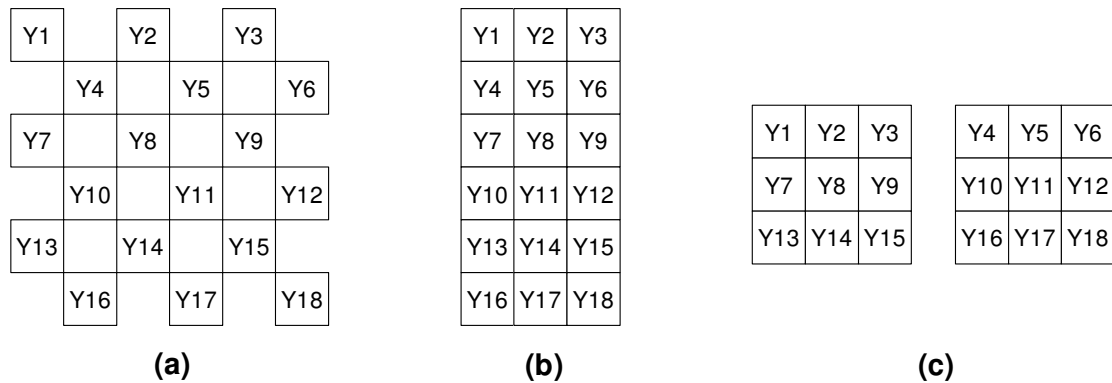 Y1 Y2 Y3
Y4 Y5 Y6
Y7 Y8 Y9
Y10 Y11 Y12
Y13 Y14 Y15
Y16 Y17 Y18
(a)
Y1 Y2 Y3
Y4 Y5 Y6
Y7 Y8 Y9
Y10 Y11 Y12
Y13 Y14 Y15
Y16 Y17 Y18
(b)
Y1 Y2 Y3
Y7 Y8 Y9
Y13 Y14 Y15
Y4 Y5 Y6
Y10 Y11 Y12
Y16 Y17 Y18
(c)